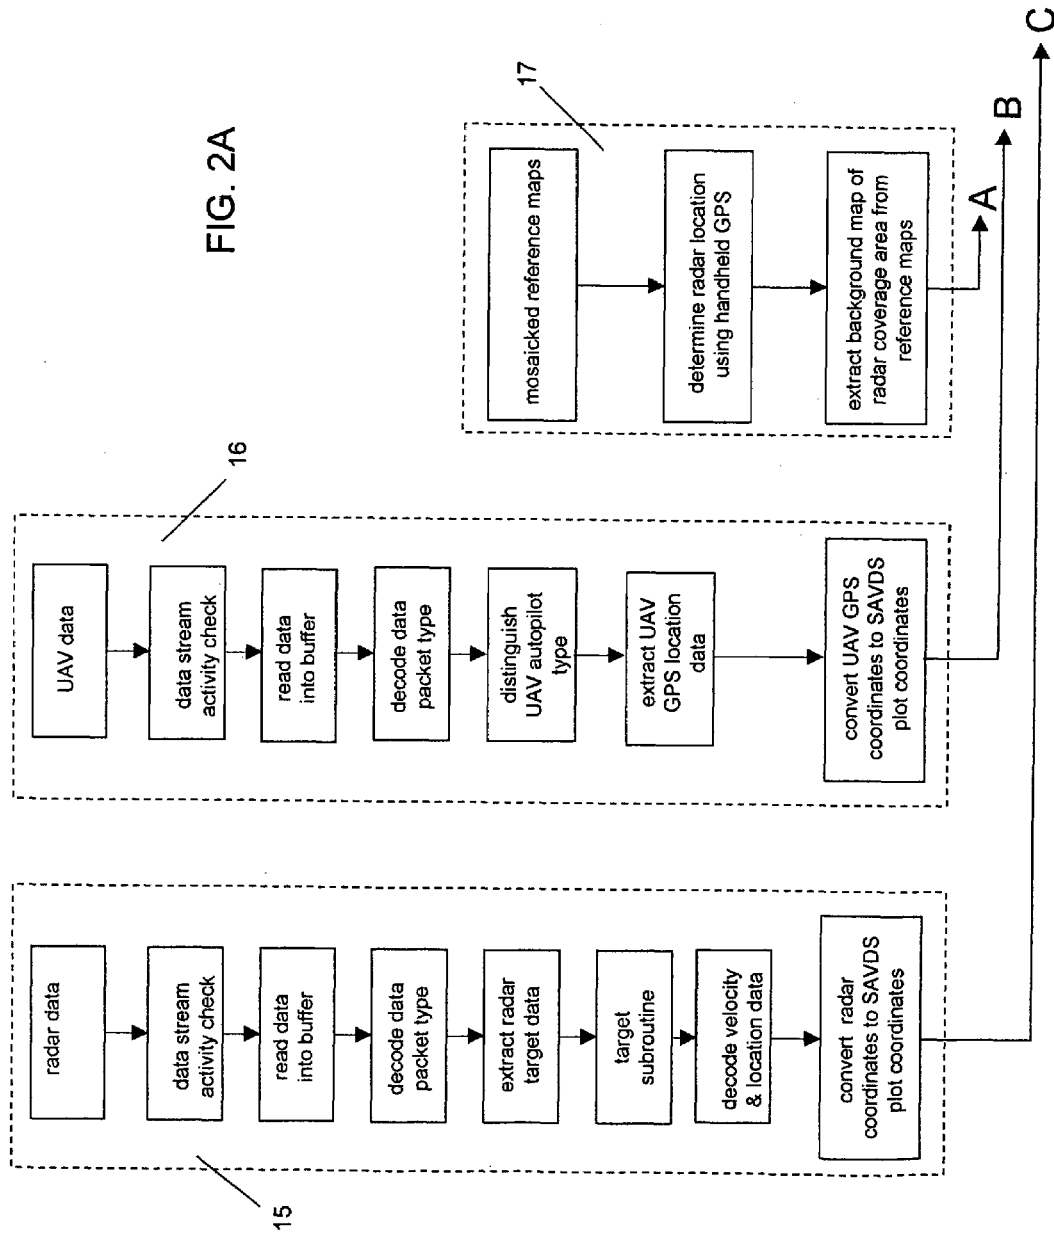 FIG. 2A
15
radar data
data stream
activity check
read data
into buffer
decode data
packet type
extract radar
target data
target
subroutine
decode velocity
& location data
convert radar
coordinates to SAVDS
plot coordinates
16
UAV data
data stream
activity check
read data
into buffer
decode data
packet type
distinguish
UAV autopilot
type
extract UAV
GPS location
data
convert UAV GPS
coordinates to SAVDS
plot coordinates
17
mosaicked reference maps
determine radar location
using handheld GPS
extract background map of
radar coverage area from
reference maps
A
B
C